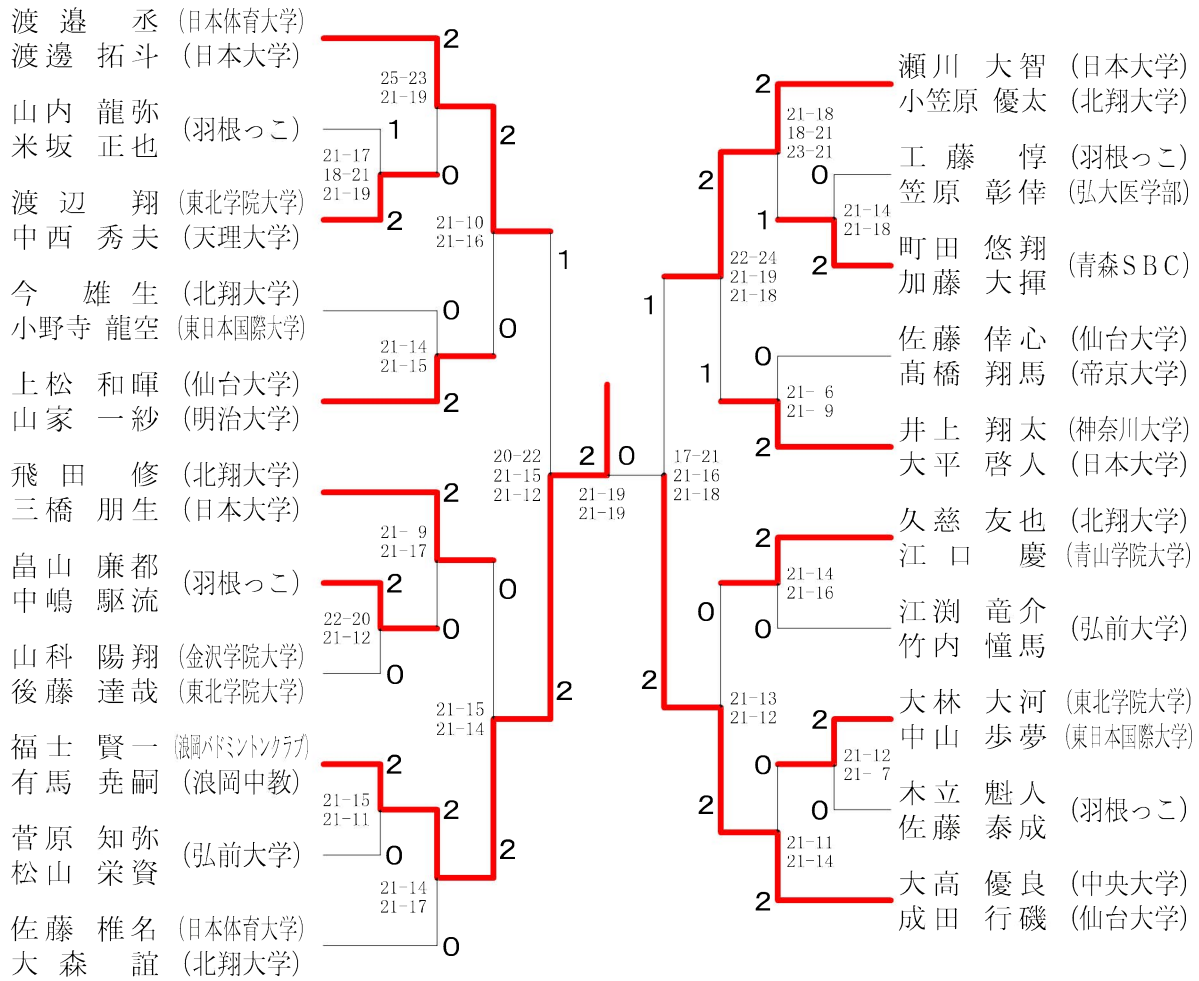 渡邉 丞 (日本体育大学)
渡邊 拓斗 (日本大学)
2
25-23
21-19
山内 龍弥
米坂 正也
(羽根っこ)
1
21-17
18-21
21-19
0
2
渡辺 翔 (東北学院大学)
中西 秀夫 (天理大学)
2
21-10
21-16
1
今 雄生 (北翔大学)
小野寺 龍空 (東日本国際大学)
0
0
21-14
21-15
上松 和暉 (仙台大学)
山家 一紗 (明治大学)
2
20-22
21-15
21-12
飛田 修 (北翔大学)
三橋 朋生 (日本大学)
2
21- 9
21-17
0
畠山 廉都
中嶋 駆流
(羽根っこ)
2
22-20
21-12
0
山科 陽翔 (金沢学院大学)
後藤 達哉 (東北学院大学)
0
21-15
21-14
2
福士 賢一 (浪岡バドミントンクラブ)
有馬 尭嗣 (浪岡中教)
2
21-15
21-11
2
菅原 知弥
松山 栄資
(弘前大学)
0
2
21-14
21-17
佐藤 椎名 (日本体育大学)
大森 誼 (北翔大学)
0
2 0
21-19
21-19
瀬川 大智 (日本大学)
小笠原 優太 (北翔大学)
2
21-18
18-21
23-21
2
工藤 惇 (羽根っこ)
笠原 彰倖 (弘大医学部)
0
21-14
21-18
1
町田 悠翔
加藤 大揮
(青森SBC)
2
22-24
21-19
21-18
1
佐藤 倖心 (仙台大学)
髙橋 翔馬 (帝京大学)
0
1
21- 6
21- 9
井上 翔太 (神奈川大学)
大平 啓人 (日本大学)
2
17-21
21-16
21-18
久慈 友也 (北翔大学)
江口 慶 (青山学院大学)
2
21-14
21-16
0
江渕 竜介
竹内 憧馬
(弘前大学)
0
2
21-13
21-12
大林 大河 (東北学院大学)
中山 歩夢 (東日本国際大学)
2
21-12
21- 7
0
木立 魁人
佐藤 泰成
(羽根っこ)
0
2
21-11
21-14
大高 優良 (中央大学)
成田 行磯 (仙台大学)
2